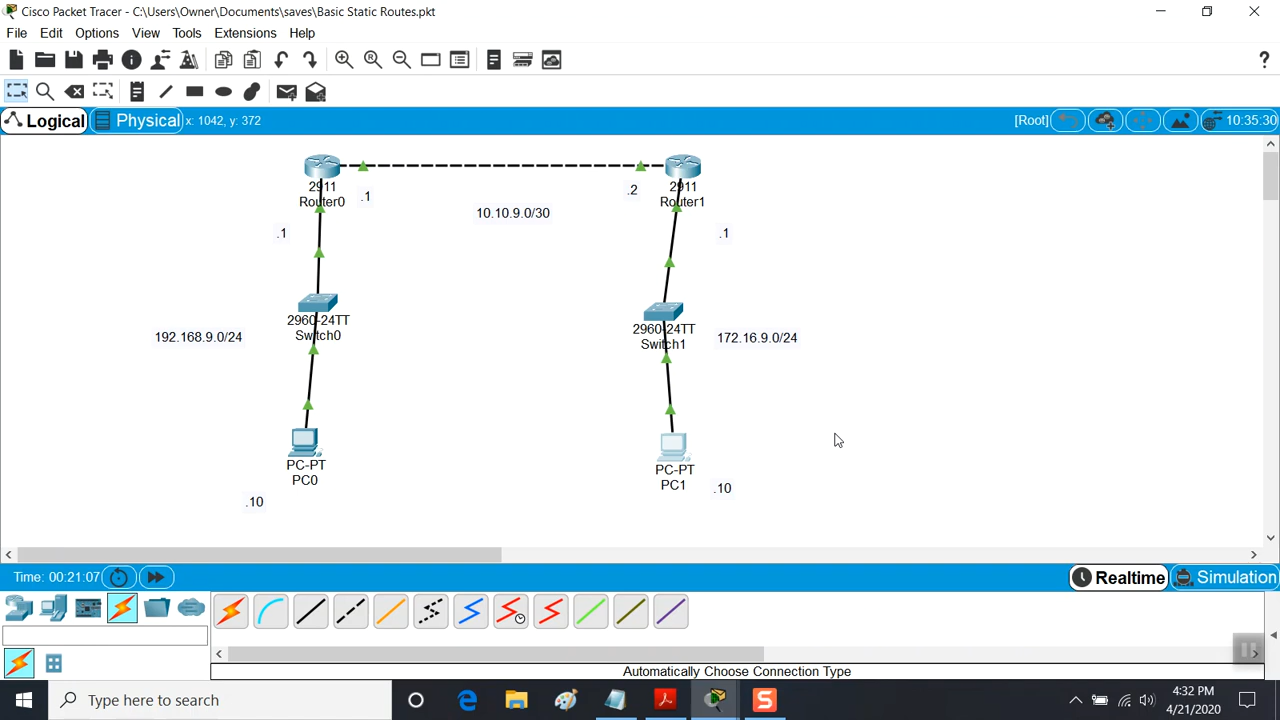 Cisco Packet Tracer - C:\Users\Owner\Documents\saves\Basic Static Routes.pkt
File Edit Options View Tools Extensions Help
Logical Physical x: 1042, y: 372 [Root] 10:35:30
2911
Router0
.1
.1
10.10.9.0/30
.2
2911
Router1
.1
2960-24TT
Switch0
192.168.9.0/24
2960-24TT
Switch1
172.16.9.0/24
PC-PT
PC0
.10
PC-PT
PC1
.10
Time: 00:21:07 Realtime Simulation
Automatically Choose Connection Type
Type here to search
4:32 PM
4/21/2020